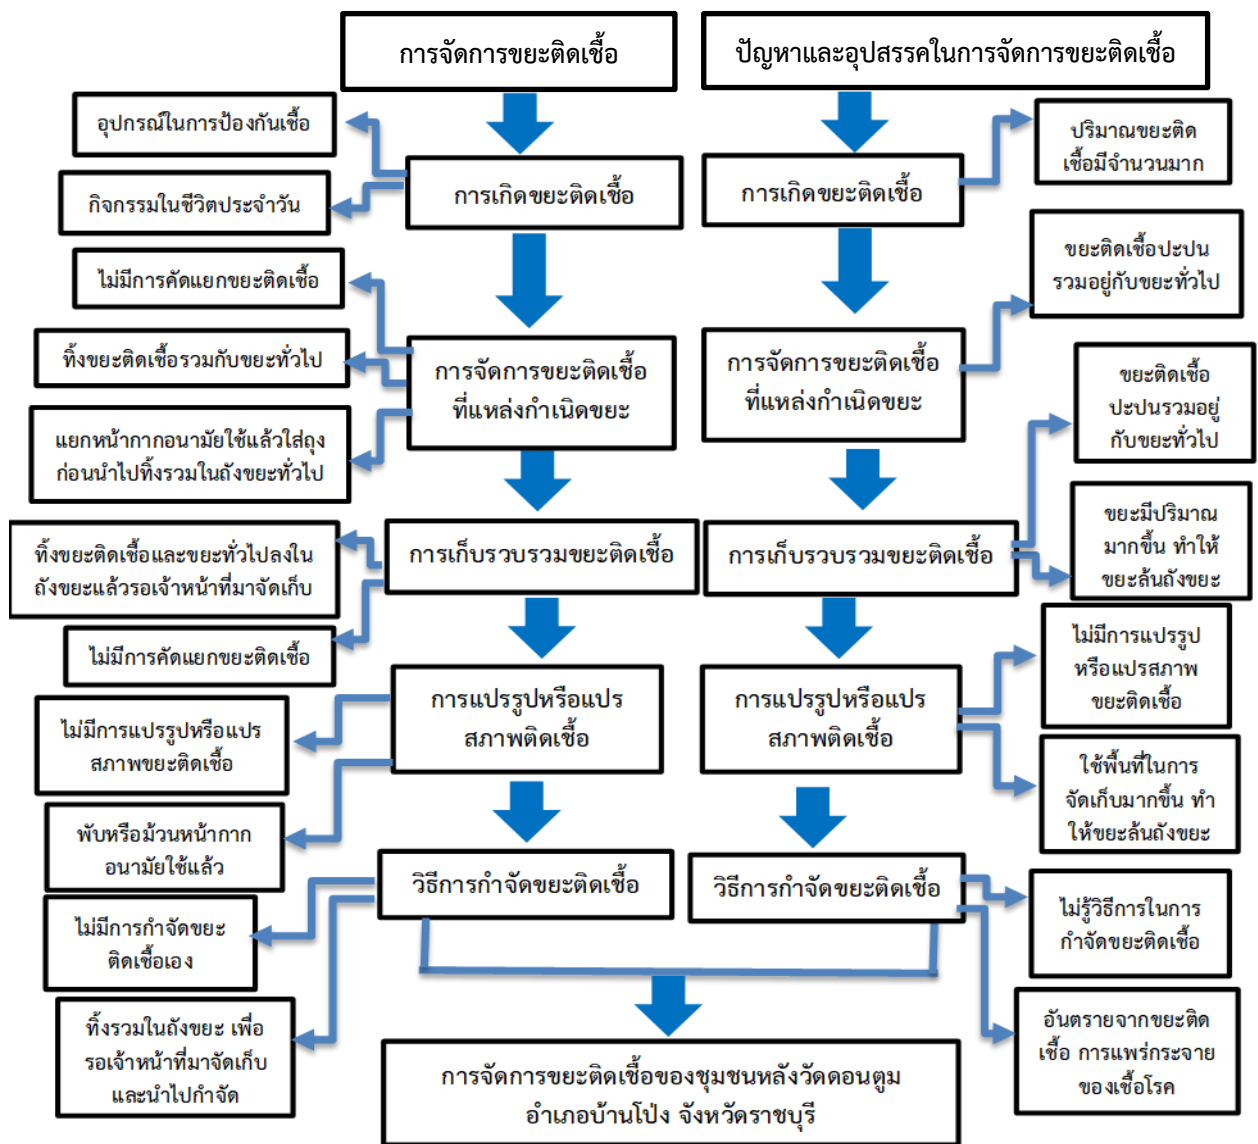 การจัดการขยะติดเชื้อ
ปัญหาและอุปสรรคในการจัดการขยะติดเชื้อ
อุปกรณ์ในการป้องกันเชื้อ
กิจกรรมในชีวิตประจำวัน
การเกิดขยะติดเชื้อ
การเกิดขยะติดเชื้อ
ปริมาณขยะติด
เชื้อมีจำนวนมาก
ไม่มีการคัดแยกขยะติดเชื้อ
ทิ้งขยะติดเชื้อรวมกับขยะทั่วไป
แยกหน้ากากอนามัยใช้แล้วใส่ถุง
ก่อนนำไปทิ้งรวมในถังขยะทั่วไป
การจัดการขยะติดเชื้อ
ที่แหล่งกำเนิดขยะ
การจัดการขยะติดเชื้อ
ที่แหล่งกำเนิดขยะ
ขยะติดเชื้อปะปน
รวมอยู่กับขยะทั่วไป
ทิ้งขยะติดเชื้อและขยะทั่วไปลงใน
ถังขยะแล้วรอเจ้าหน้าที่มาจัดเก็บ
ไม่มีการคัดแยกขยะติดเชื้อ
การเก็บรวบรวมขยะติดเชื้อ
การเก็บรวบรวมขยะติดเชื้อ
ขยะติดเชื้อ
ปะปนรวมอยู่
กับขยะทั่วไป
ขยะมีปริมาณ
มากขึ้น ทำให้
ขยะล้นถังขยะ
ไม่มีการแปรรูปหรือแปร
สภาพขยะติดเชื้อ
พับหรือม้วนหน้ากาก
อนามัยใช้แล้ว
การแปรรูปหรือแปร
สภาพติดเชื้อ
การแปรรูปหรือแปร
สภาพติดเชื้อ
ไม่มีการแปรรูป
หรือแปรสภาพ
ขยะติดเชื้อ
ใช้พื้นที่ในการ
จัดเก็บมากขึ้น ทำ
ให้ขยะล้นถังขยะ
ไม่มีการกำจัดขยะ
ติดเชื้อเอง
ทิ้งรวมในถังขยะ เพื่อ
รอเจ้าหน้าที่มาจัดเก็บ
และนำไปกำจัด
วิธีการกำจัดขยะติดเชื้อ
วิธีการกำจัดขยะติดเชื้อ
ไม่รู้วิธีการในการ
กำจัดขยะติดเชื้อ
อันตรายจากขยะติด
เชื้อ การแพร่กระจาย
ของเชื้อโรค
การจัดการขยะติดเชื้อของชุมชนหลังวัดดอนตูม
อำเภอบ้านโป่ง จังหวัดราชบุรี